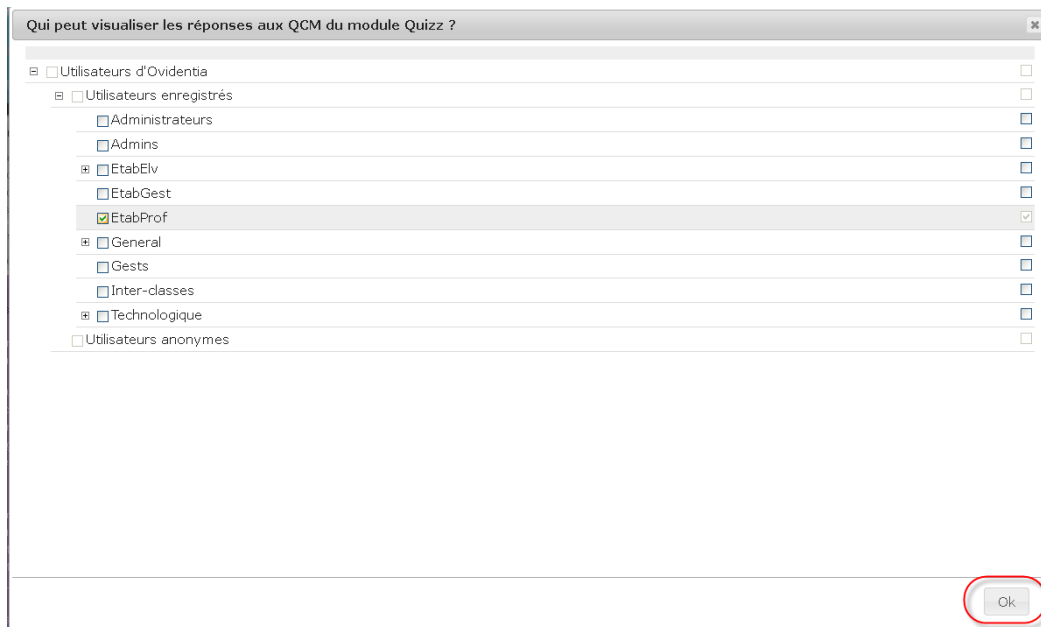 Qui peut visualiser les réponses aux QCM du module Quizz ?
Utilisateurs d'Ovidentia
Utilisateurs enregistrés
Administrateurs
Admins
EtabElv
EtabGest
EtabProf
General
Gests
Inter-classes
Technologique
Utilisateurs anonymes
Ok